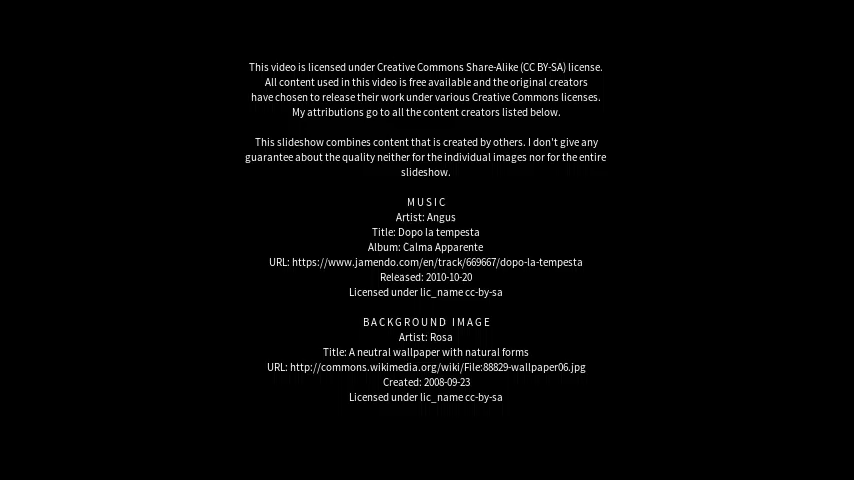 This video is licensed under Creative Commons Share-Alike (CC BY-SA) license.
All content used in this video is free available and the original creators
have chosen to release their work under various Creative Commons licenses.
My attributions go to all the content creators listed below.
This slideshow combines content that is created by others. I don't give any
guarantee about the quality neither for the individual images nor for the entire
slideshow.
MUSIC
Artist: Angus
Title: Dopo la tempesta
Album: Calma Apparente
URL: https://www.jamendo.com/en/track/669667/dopo-la-tempesta
Released: 2010-10-20
Licensed under lic_name cc-by-sa
BACKGROUND IMAGE
Artist: Rosa
Title: A neutral wallpaper with natural forms
URL: http://commons.wikimedia.org/wiki/File:88829-wallpaper06.jpg
Created: 2008-09-23
Licensed under lic_name cc-by-sa